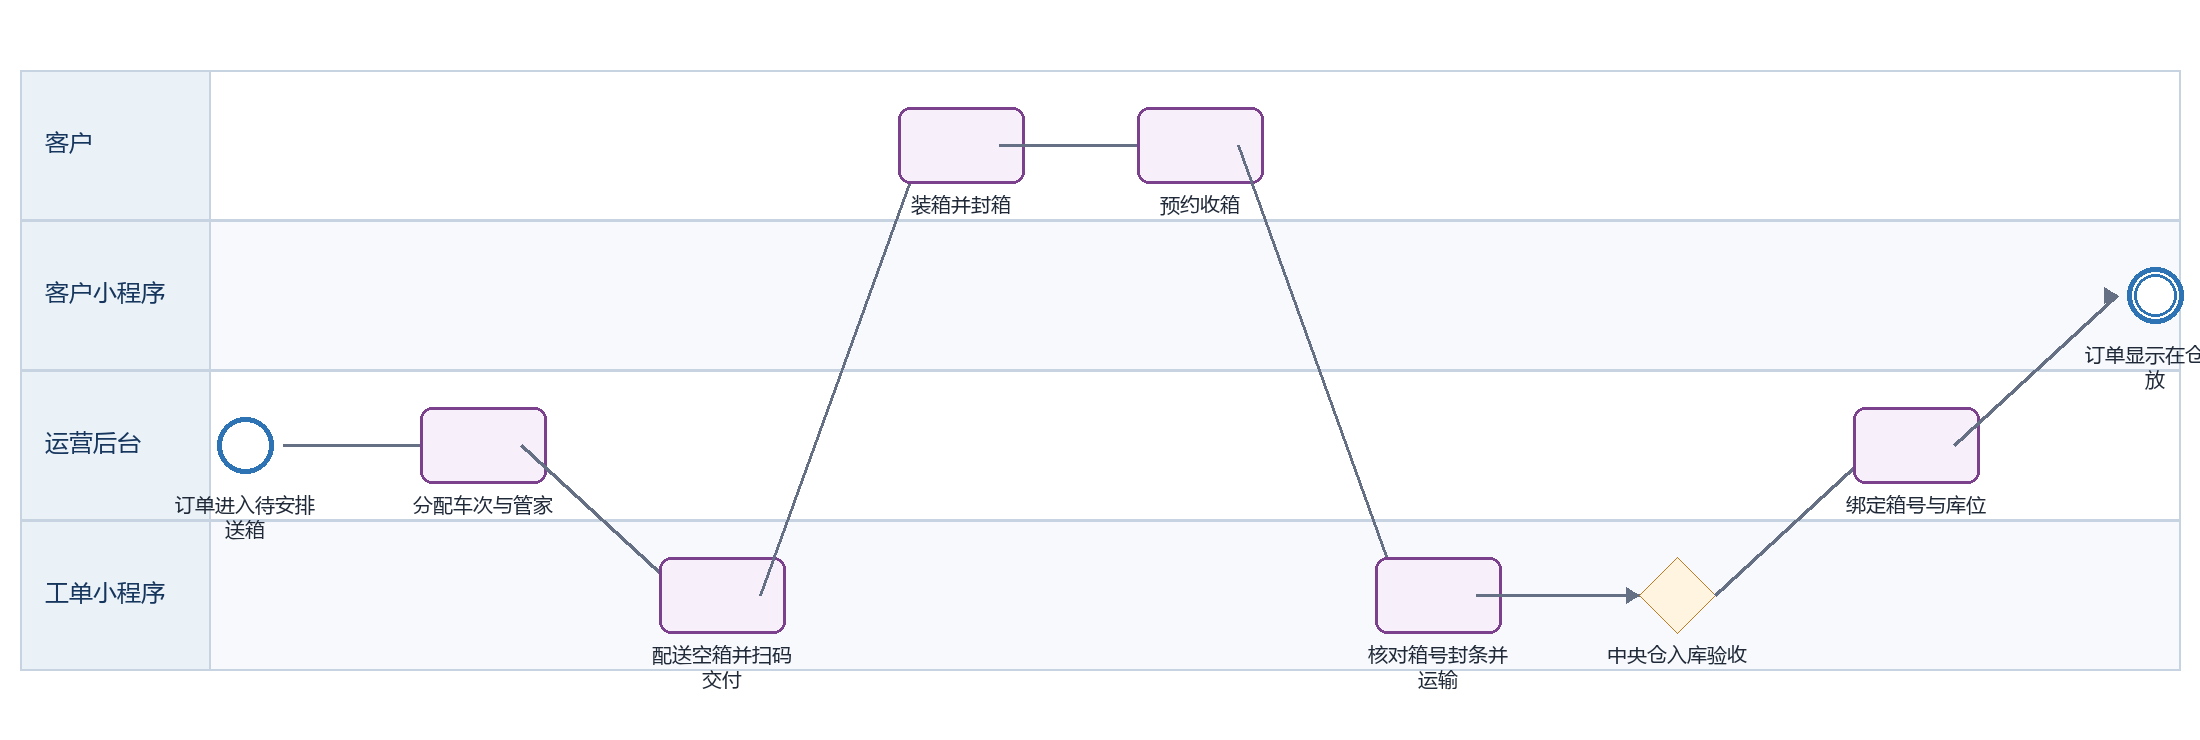 客户
装箱并封箱
预约收箱
客户小程序
订单显示在仓
放
运营后台
订单进入待安排
送箱
分配车次与管家
绑定箱号与库位
工单小程序
配送空箱并扫码
交付
核对箱号封条并
运输
中央仓入库验收